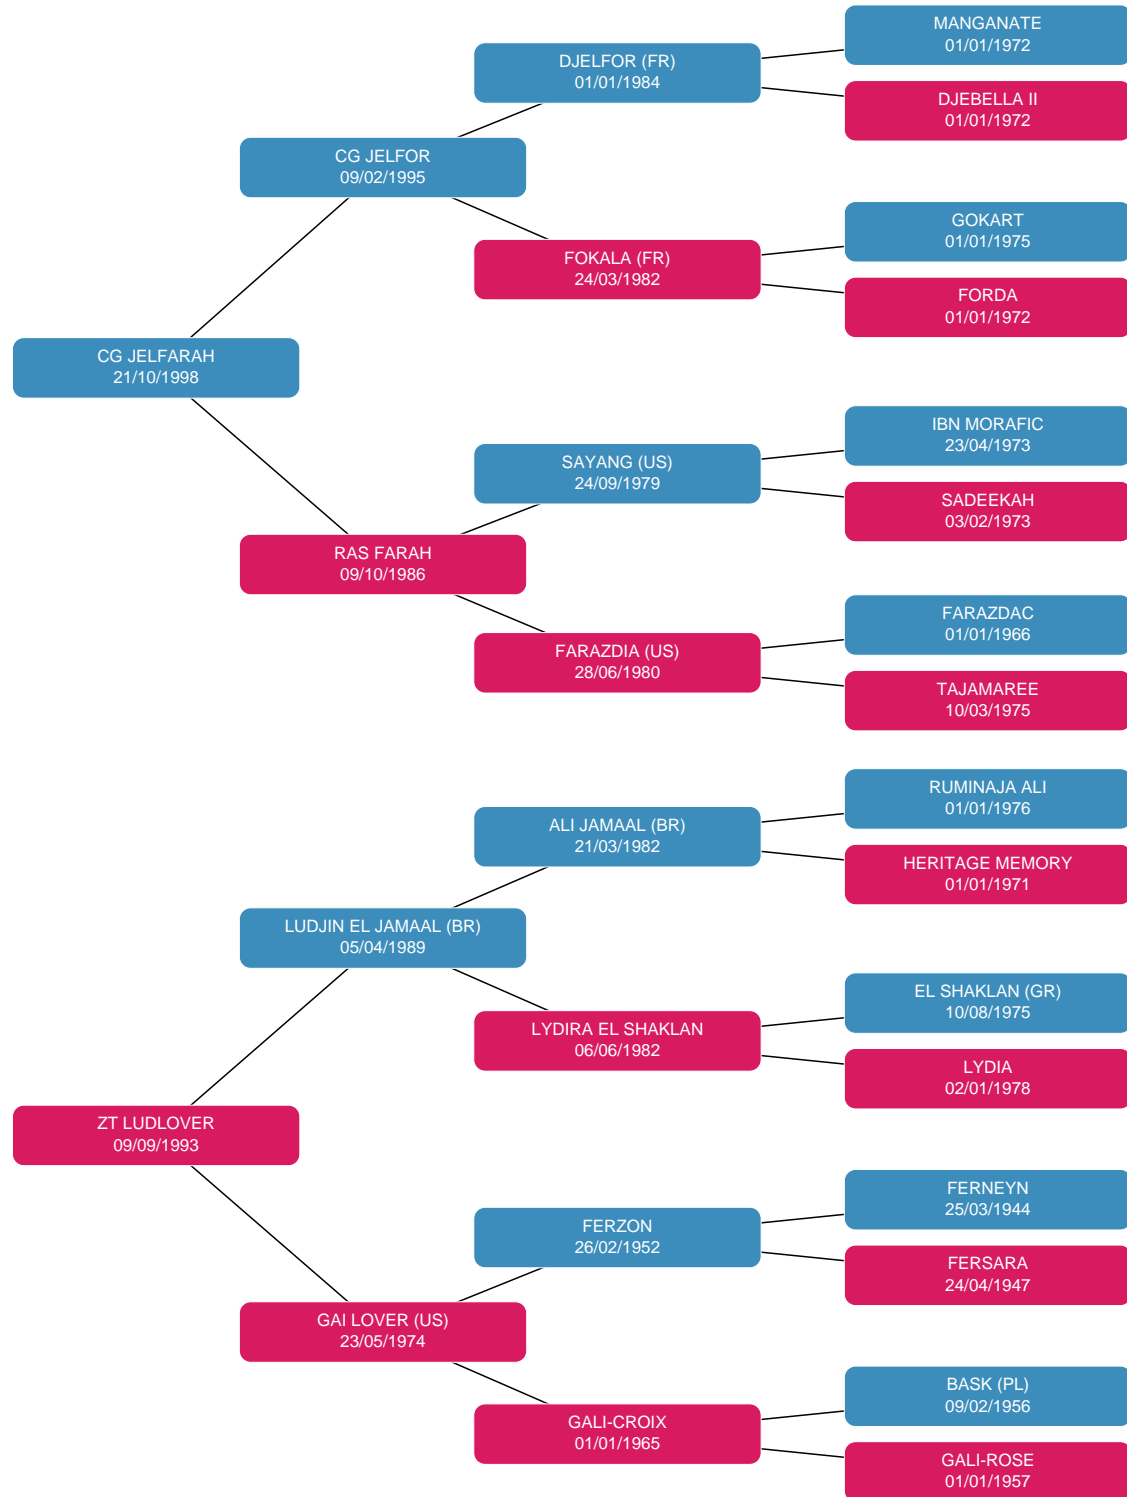 MANGANATE
01/01/1972
DJELFOR (FR)
01/01/1984
DJEBELLA II
01/01/1972
CG JELFOR
09/02/1995
GOKART
01/01/1975
FOKALA (FR)
24/03/1982
FORDA
01/01/1972
CG JELFARAH
21/10/1998
IBN MORAFIC
23/04/1973
SAYANG (US)
24/09/1979
SADEEKAH
03/02/1973
RAS FARAH
09/10/1986
FARAZDAC
01/01/1966
FARAZDIA (US)
28/06/1980
TAJAMAREE
10/03/1975
RUMINAJA ALI
01/01/1976
ALI JAMAAL (BR)
21/03/1982
HERITAGE MEMORY
01/01/1971
LUDJIN EL JAMAAL (BR)
05/04/1989
EL SHAKLAN (GR)
10/08/1975
LYDIRA EL SHAKLAN
06/06/1982
LYDIA
02/01/1978
ZT LUDLOVER
09/09/1993
FERNEYN
25/03/1944
FERZON
26/02/1952
FERSARA
24/04/1947
GAI LOVER (US)
23/05/1974
BASK (PL)
09/02/1956
GALI-CROIX
01/01/1965
GALI-ROSE
01/01/1957